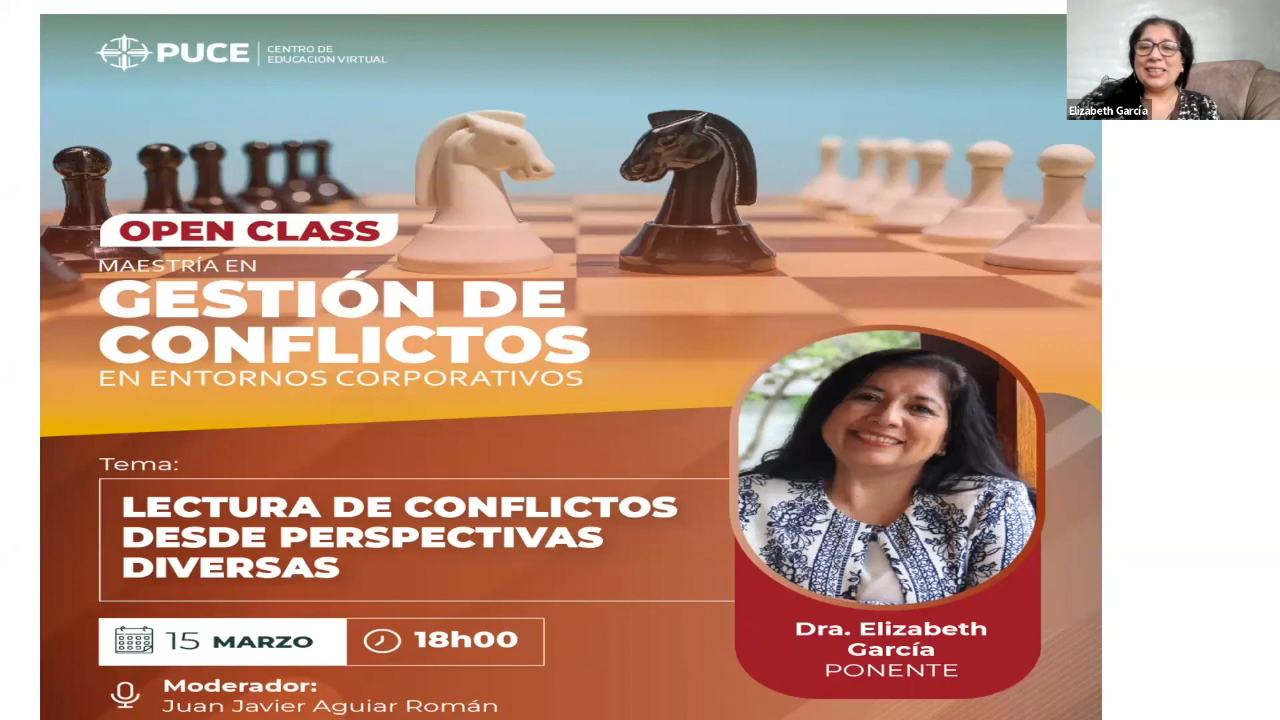 PUCE
CENTRO DE
EDUCACION VIRTUAL
Elizabeth García
OPEN CLASS
MAESTRÍA EN
GESTIÓN DE
CONFLICTOS
EN ENTORNOS CORPORATIVOS
Tema:
LECTURA DE CONFLICTOS
DESDE PERSPECTIVAS
DIVERSAS
15 MARZO
18h00
Moderador:
Juan Javier Aguiar Román
Dra. Elizabeth
García
PONENTE